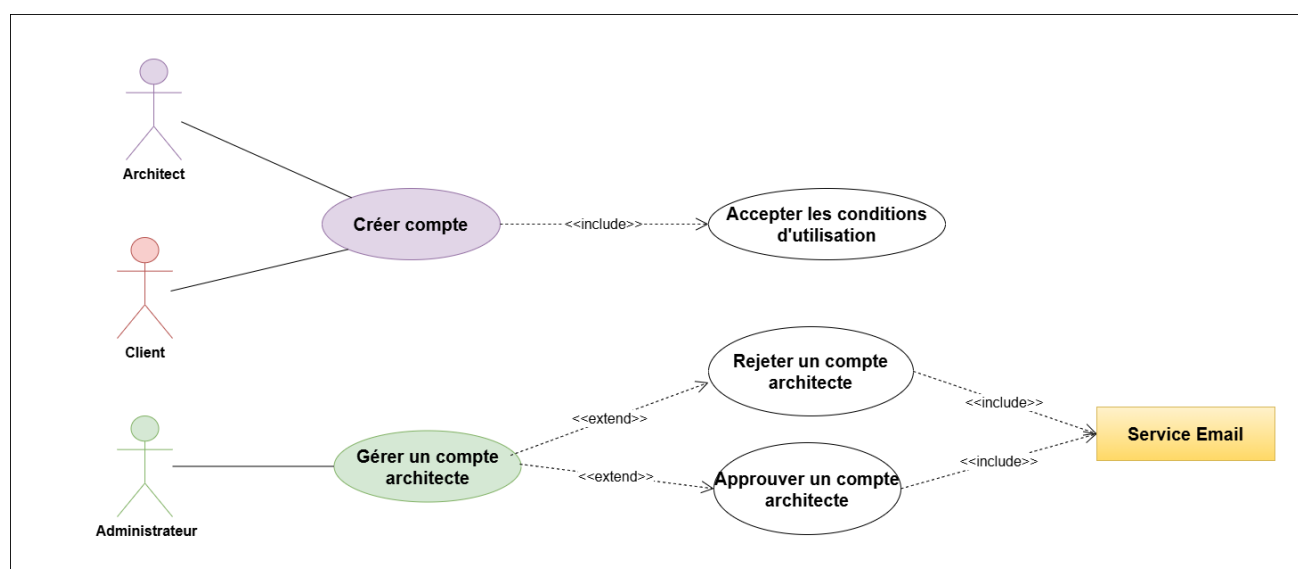 Architect
Créer compte
<<include>>
Accepter les conditions
d'utilisation
Client
Rejeter un compte
architecte
<<extend>>
<<include>>
Service Email
Gérer un compte
architecte
<<extend>>
<<include>>
Approuver un compte
architecte
Administrateur